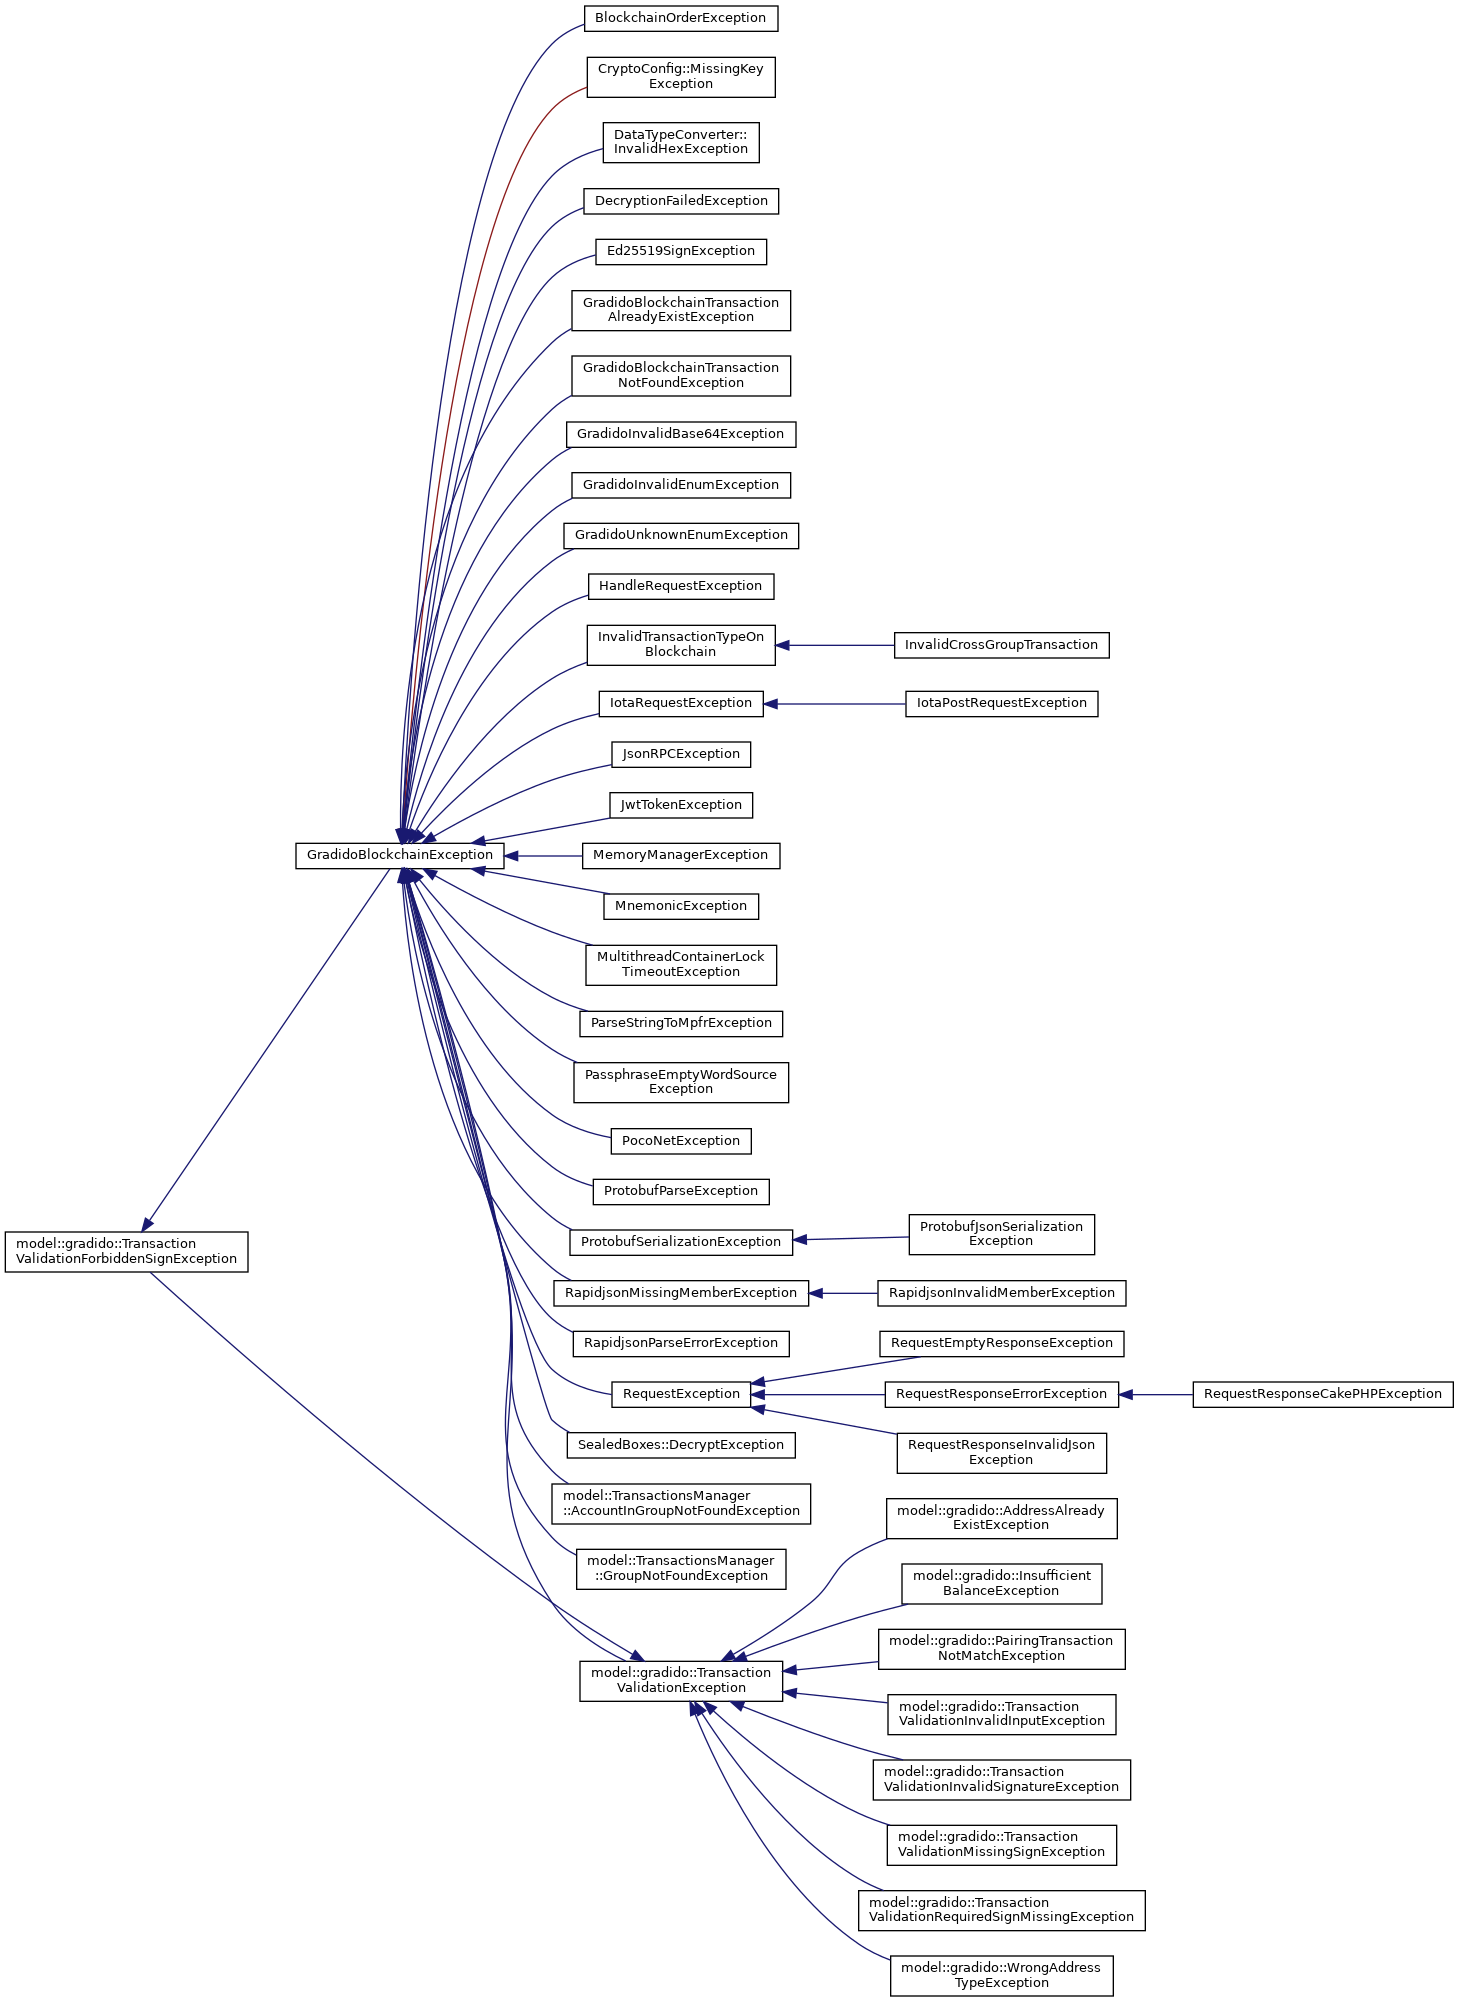 BlockchainOrderException
CryptoConfig::MissingKey
Exception
DataTypeConverter::
InvalidHexException
DecryptionFailedException
Ed25519SignException
GradidoBlockchainTransaction
AlreadyExistException
GradidoBlockchainTransaction
NotFoundException
GradidoInvalidBase64Exception
GradidoInvalidEnumException
GradidoUnknownEnumException
HandleRequestException
InvalidTransactionTypeOn
Blockchain
InvalidCrossGroupTransaction
IotaRequestException
IotaPostRequestException
JsonRPCException
JwtTokenException
GradidoBlockchainException
MemoryManagerException
MnemonicException
MultithreadContainerLock
TimeoutException
ParseStringToMpfrException
PassphraseEmptyWordSource
Exception
PocoNetException
ProtobufParseException
model::gradido::Transaction
ValidationForbiddenSignException
ProtobufSerializationException
ProtobufJsonSerialization
Exception
RapidjsonMissingMemberException
RapidjsonInvalidMemberException
RapidjsonParseErrorException
RequestEmptyResponseException
RequestException
RequestResponseErrorException
RequestResponseCakePHPException
RequestResponseInvalidJson
Exception
SealedBoxes::DecryptException
model::TransactionsManager
::AccountInGroupNotFoundException
model::gradido::AddressAlready
ExistException
model::TransactionsManager
::GroupNotFoundException
model::gradido::Insufficient
BalanceException
model::gradido::PairingTransaction
NotMatchException
model::gradido::Transaction
ValidationException
model::gradido::Transaction
ValidationInvalidInputException
model::gradido::Transaction
ValidationInvalidSignatureException
model::gradido::Transaction
ValidationMissingSignException
model::gradido::Transaction
ValidationRequiredSignMissingException
model::gradido::WrongAddress
TypeException